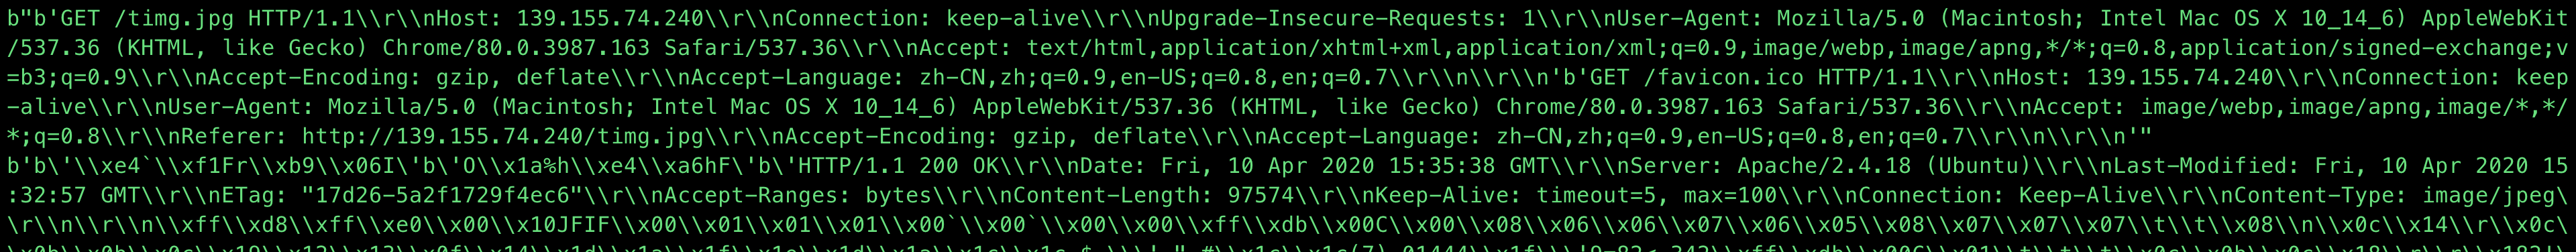 b"b'GET /timg.jpg HTTP/1.1\\r\\nHost: 139.155.74.240\\r\\nConnection: keep-alive\\r\\nUpgrade-Insecure-Requests: 1\\r\\nUser-Agent: Mozilla/5.0 (Macintosh; Intel Mac OS X 10_14_6) AppleWebKit
/537.36 (KHTML, like Gecko) Chrome/80.0.3987.163 Safari/537.36\\r\\nAccept: text/html,application/xhtml+xml,application/xml;q=0.9,image/webp,image/apng,*/*;q=0.8,application/signed-exchange;v
=b3;q=0.9\\r\\nAccept-Encoding: gzip, deflate\\r\\nAccept-Language: zh-CN,zh;q=0.9,en-US;q=0.8,en;q=0.7\\r\\n\\r\\n'b'GET /favicon.ico HTTP/1.1\\r\\nHost: 139.155.74.240\\r\\nConnection: keep
-alive\\r\\nUser-Agent: Mozilla/5.0 (Macintosh; Intel Mac OS X 10_14_6) AppleWebKit/537.36 (KHTML, like Gecko) Chrome/80.0.3987.163 Safari/537.36\\r\\nAccept: image/webp,image/apng,image/*,*/
*;q=0.8\\r\\nReferer: http://139.155.74.240/timg.jpg\\r\\nAccept-Encoding: gzip, deflate\\r\\nAccept-Language: zh-CN,zh;q=0.9,en-US;q=0.8,en;q=0.7\\r\\n\\r\\n'"
b'b\'\\xe4`\\xf1Fr\\xb9\\x06I\'b\'O\\x1a%h\\xe4\\xa6hF\'b\'HTTP/1.1 200 OK\\r\\nDate: Fri, 10 Apr 2020 15:35:38 GMT\\r\\nServer: Apache/2.4.18 (Ubuntu)\\r\\nLast-Modified: Fri, 10 Apr 2020 15
:32:57 GMT\\r\\nETag: "17d26-5a2f1729f4ec6"\\r\\nAccept-Ranges: bytes\\r\\nContent-Length: 97574\\r\\nKeep-Alive: timeout=5, max=100\\r\\nConnection: Keep-Alive\\r\\nContent-Type: image/jpeg\
\r\\n\\r\\n\\xff\\xd8\\xff\\xe0\\x00\\x10JFIF\\x00\\x01\\x01\\x01\\x00`\\x00`\\x00\\x00\\xff\\xdb\\x00C\\x00\\x08\\x06\\x06\\x07\\x06\\x05\\x08\\x07\\x07\\x07\\t\\t\\x08\\n\\x0c\\x14\\r\\x0c\